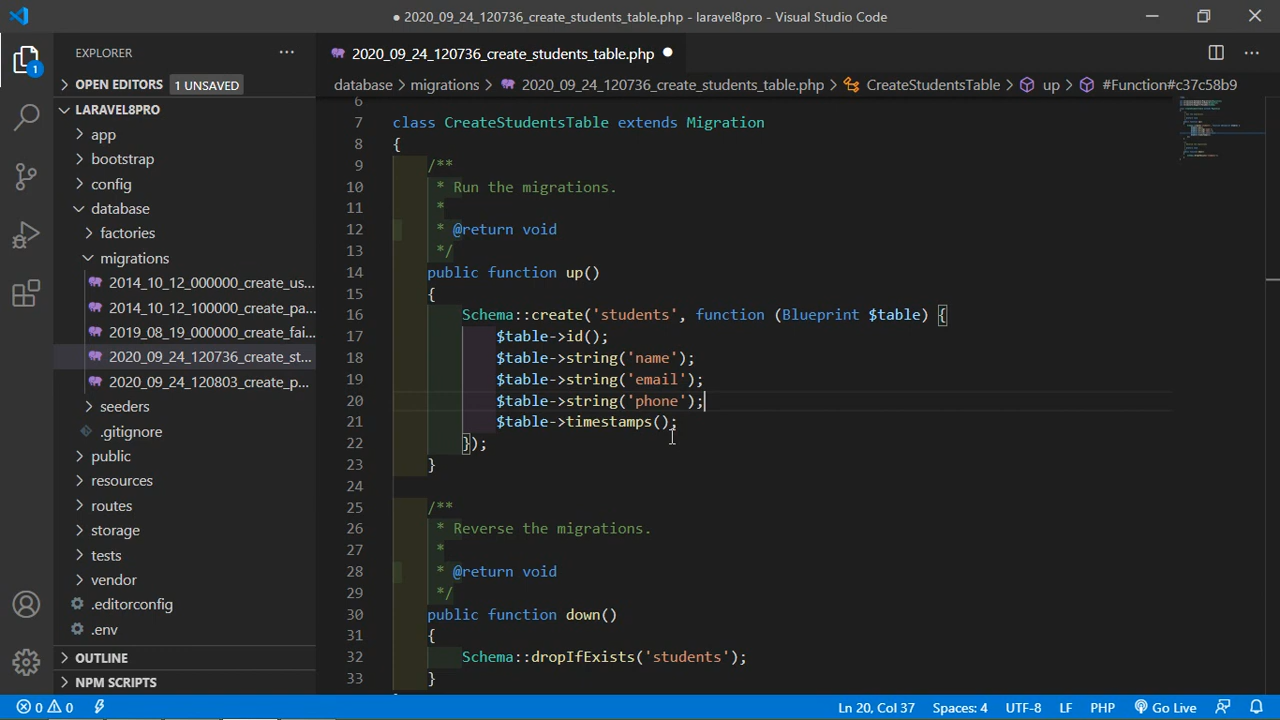 ● 2020_09_24_120736_create_students_table.php - laravel8pro - Visual Studio Code
EXPLORER
OPEN EDITORS 1 UNSAVED
LARAVEL8PRO
app
bootstrap
config
database
factories
migrations
2014_10_12_000000_create_us...
2014_10_12_100000_create_pa...
2019_08_19_000000_create_fai...
2020_09_24_120736_create_st...
2020_09_24_120803_create_p...
seeders
.gitignore
public
resources
routes
storage
tests
vendor
.editorconfig
.env
OUTLINE
NPM SCRIPTS
1
2020_09_24_120736_create_students_table.php ●
database > migrations > 2020_09_24_120736_create_students_table.php > CreateStudentsTable > up > #Function#c37c58b9
6
7 class CreateStudentsTable extends Migration
8 {
9 /**
10 * Run the migrations.
11 *
12 * @return void
13 */
14 public function up()
15 {
16 Schema::create('students', function (Blueprint $table) {
17 $table->id();
18 $table->string('name');
19 $table->string('email');
20 $table->string('phone');
21 $table->timestamps();
22 });
23 }
24
25 /**
26 * Reverse the migrations.
27 *
28 * @return void
29 */
30 public function down()
31 {
32 Schema::dropIfExists('students');
33 }
0 0 Ln 20, Col 37 Spaces: 4 UTF-8 LF PHP Go Live